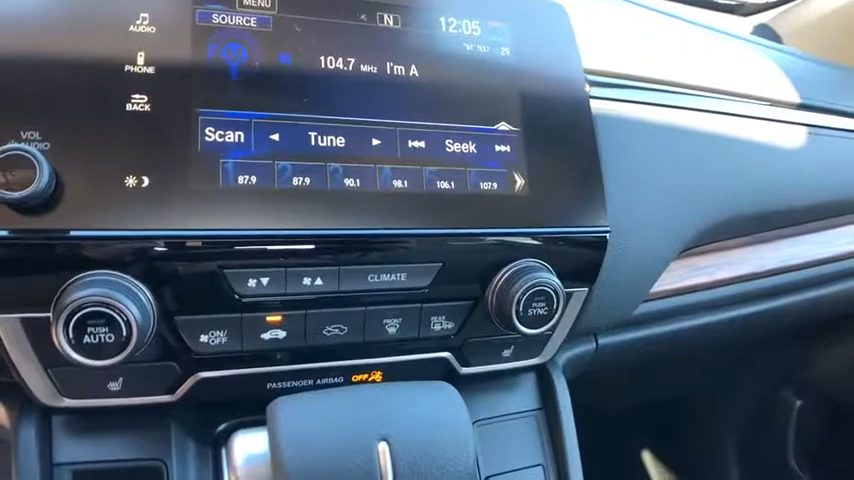 MENU
SOURCE
AUDIO
N
12:05
29
PHONE
104.7 MHz I'm A
BACK
VOL
AUDIO
Scan
Tune
Seek
87.9
87.9
90.1
98.1
106.1
107.9
CLIMATE
PUSH
AUTO
ON/
OFF
FRONT
REAR
PUSH
SYNC
PASSENGER AIRBAG
OFF